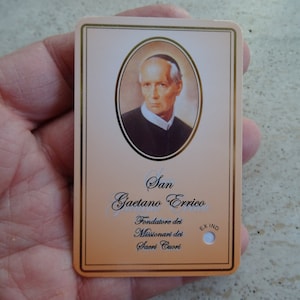 San
Gaetano Errico
Fondatore dei
Missionari dei
Sacri Cuori
EX IND.